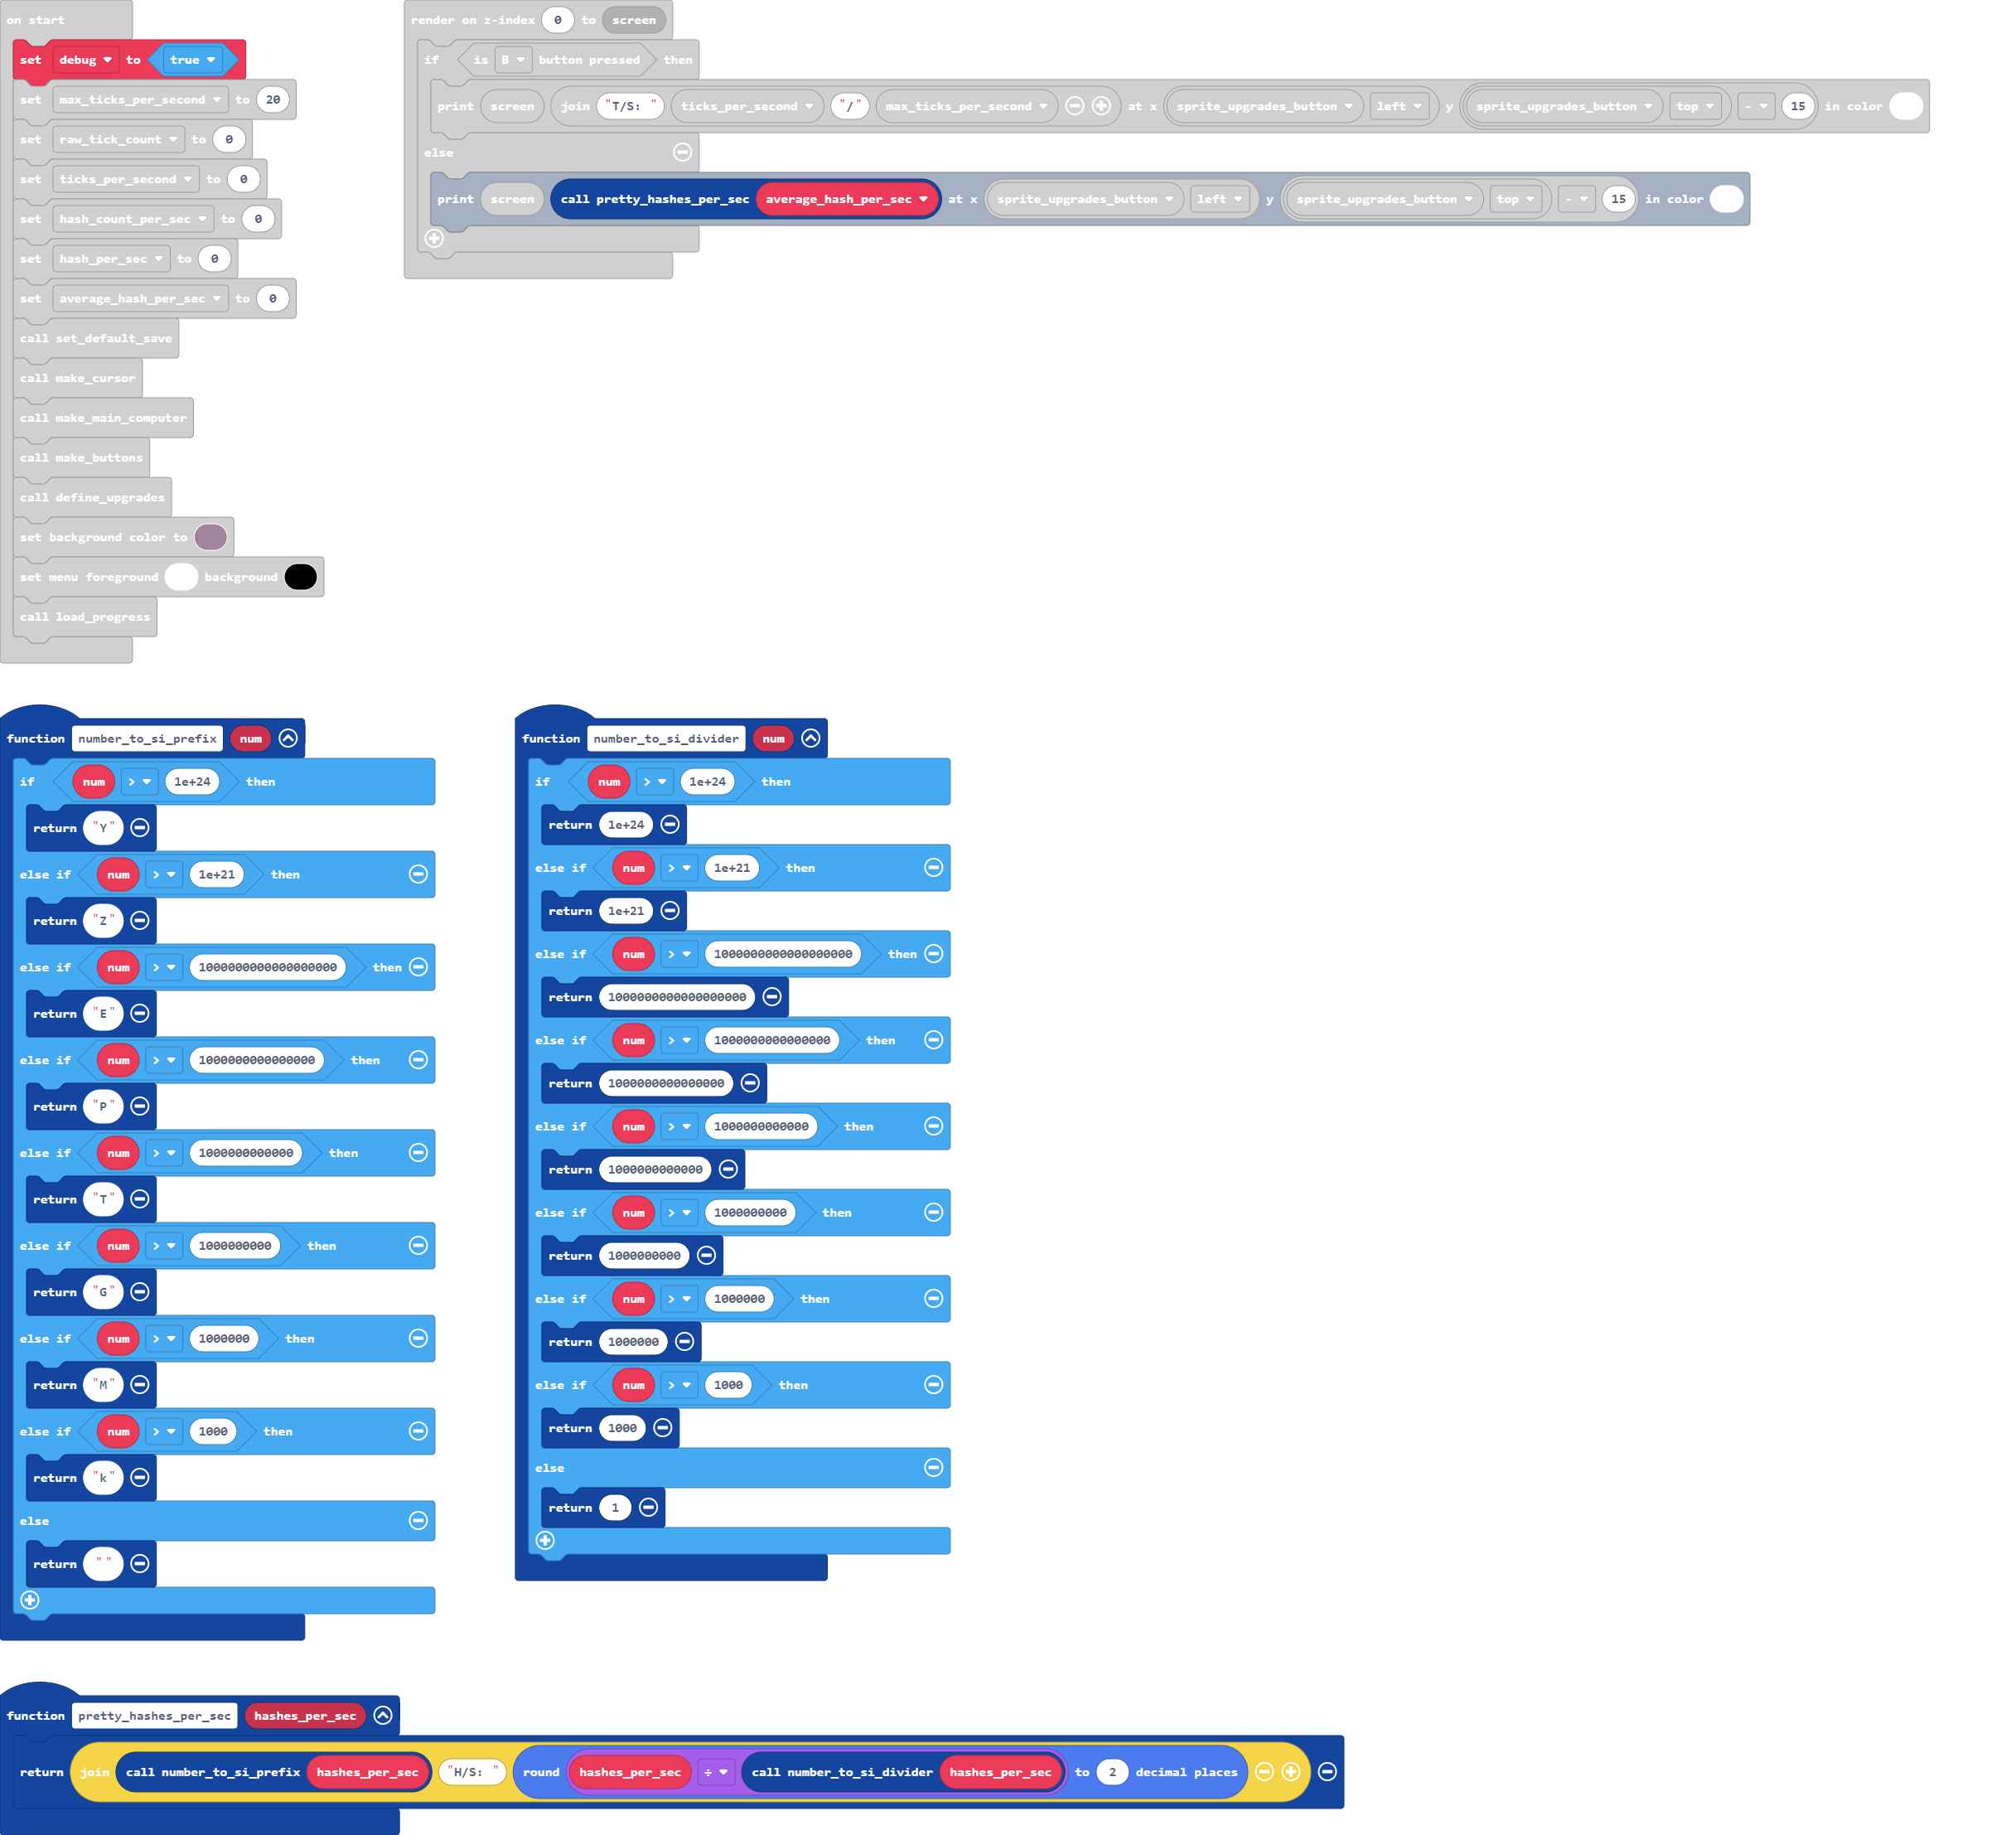 on start
set debug to true
set max_ticks_per_second to 20
set raw_tick_count to 0
set ticks_per_second to 0
set hash_count_per_sec to 0
set hash_per_sec to 0
set average_hash_per_sec to 0
call set_default_save
call make_cursor
call make_main_computer
call make_buttons
call define_upgrades
set background color to
set menu foreground background
call load_progress
render on z-index 0 to screen
if is B button pressed then
print screen join "T/S: " ticks_per_second "/" max_ticks_per_second at x sprite_upgrades_button left y sprite_upgrades_button top - 15 in color
else
print screen call pretty_hashes_per_sec average_hash_per_sec at x sprite_upgrades_button left y sprite_upgrades_button top - 15 in color
function number_to_si_prefix num
if num > 1e+24 then
return "Y"
else if num > 1e+21 then
return "Z"
else if num > 1000000000000000000 then
return "E"
else if num > 1000000000000000 then
return "P"
else if num > 1000000000000 then
return "T"
else if num > 1000000000 then
return "G"
else if num > 1000000 then
return "M"
else if num > 1000 then
return "k"
else
return ""
function number_to_si_divider num
if num > 1e+24 then
return 1e+24
else if num > 1e+21 then
return 1e+21
else if num > 1000000000000000000 then
return 1000000000000000000
else if num > 1000000000000000 then
return 1000000000000000
else if num > 1000000000000 then
return 1000000000000
else if num > 1000000000 then
return 1000000000
else if num > 1000000 then
return 1000000
else if num > 1000 then
return 1000
else
return 1
function pretty_hashes_per_sec hashes_per_sec
return join call number_to_si_prefix hashes_per_sec "H/S: " round hashes_per_sec ÷ call number_to_si_divider hashes_per_sec to 2 decimal places